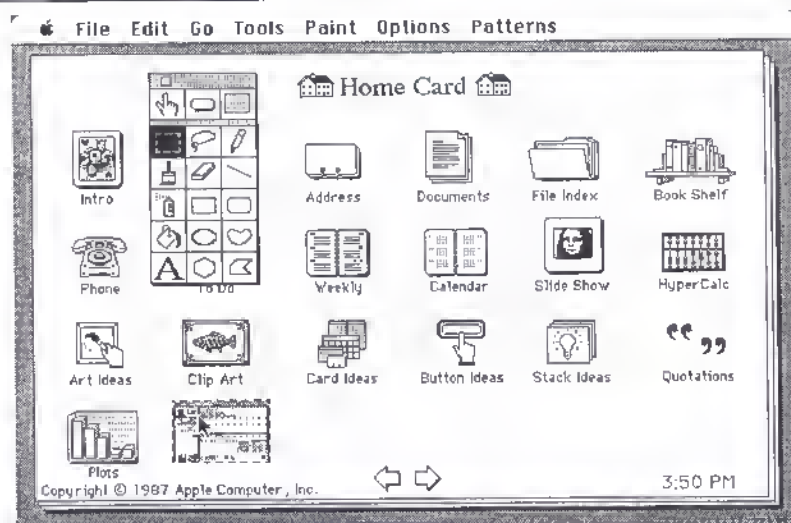 File Edit Go Tools Paint Options Patterns
Home Card
Intro
Address
Documents
File Index
Book Shelf
Phone
To Do
Weekly
Calendar
Slide Show
HyperCalc
Art Ideas
Clip Art
Card Ideas
Button Ideas
Stack Ideas
Quotations
Plots
Copyright © 1987 Apple Computer, Inc.
3:50 PM